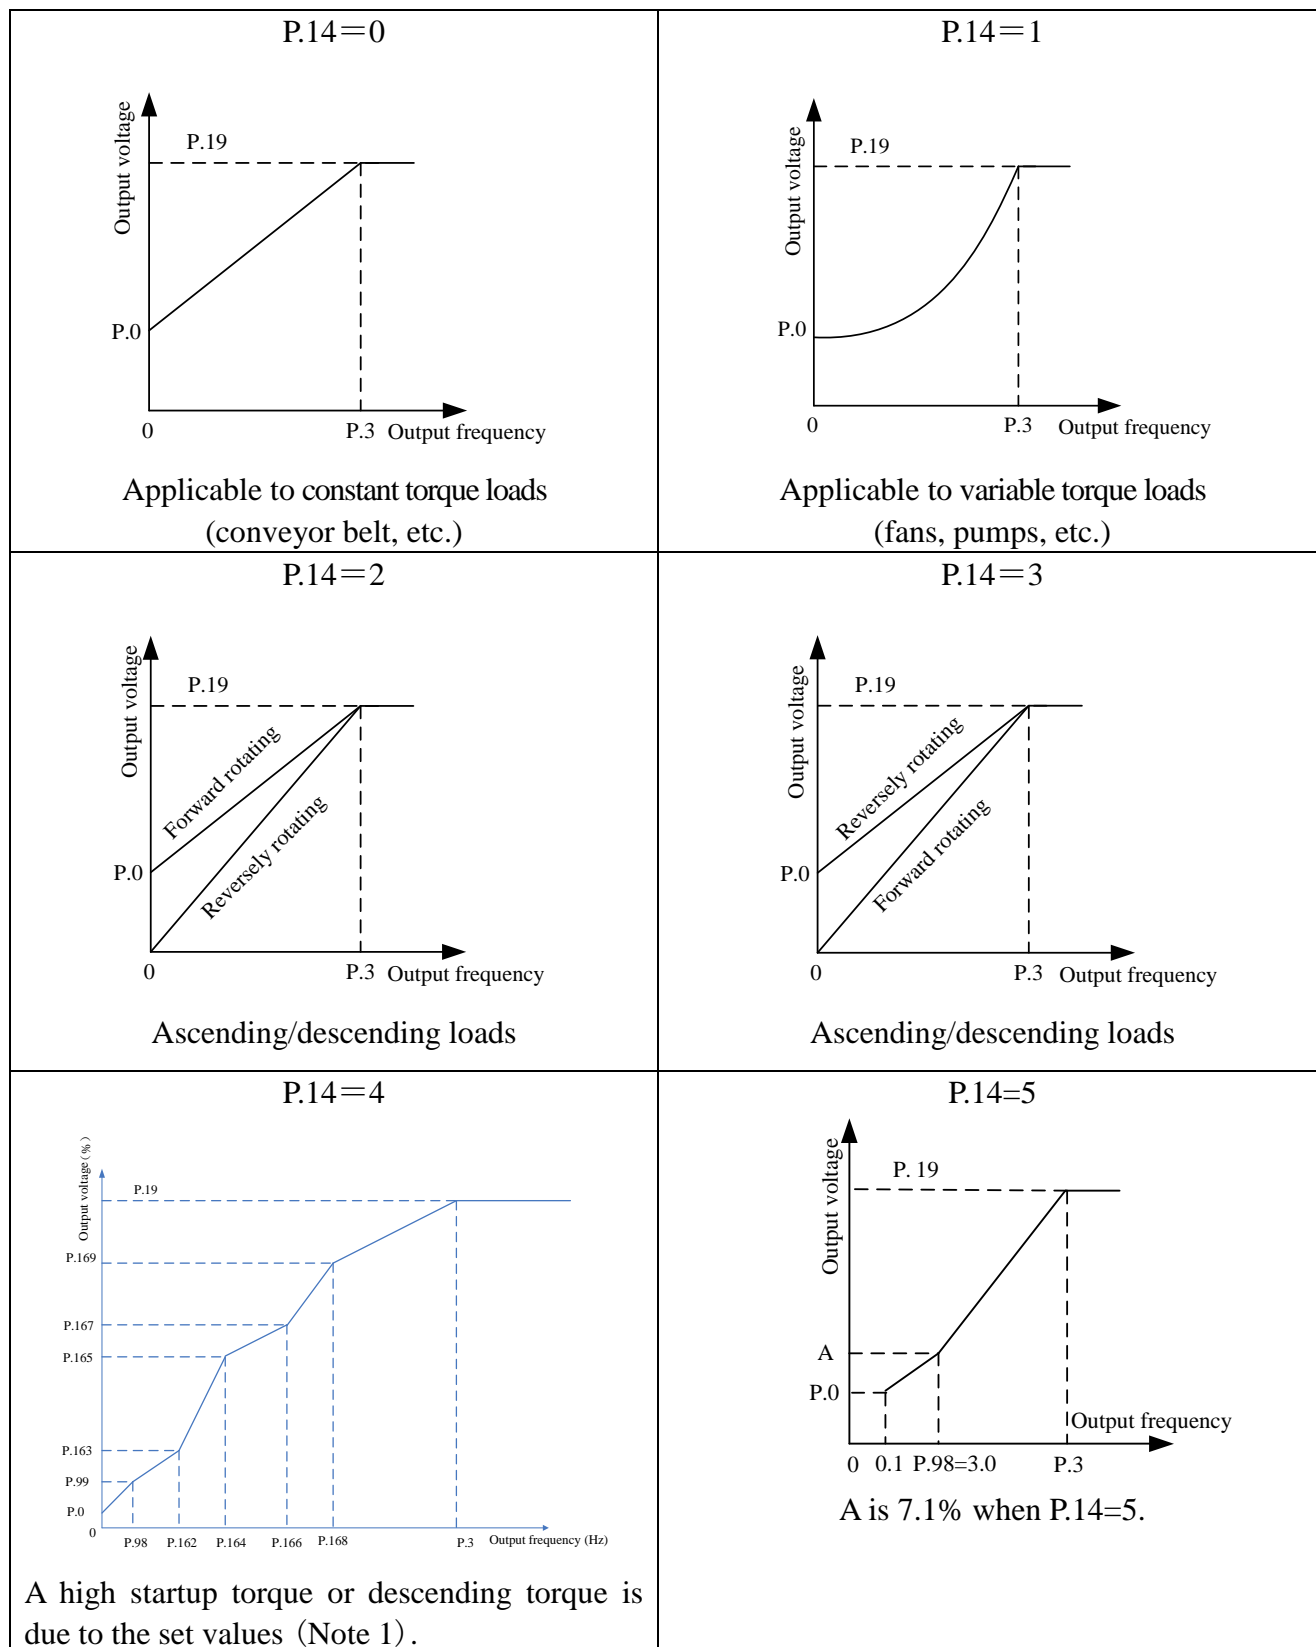 P.14＝0
Output voltage
P.19
P.0
0
P.3
Output frequency
Applicable to constant torque loads
(conveyor belt, etc.)
P.14＝1
Output voltage
P.19
P.0
0
P.3
Output frequency
Applicable to variable torque loads
(fans, pumps, etc.)
P.14＝2
Output voltage
P.19
Forward rotating
Reversely rotating
P.0
0
P.3
Output frequency
Ascending/descending loads
P.14＝3
Output voltage
P.19
Reversely rotating
Forward rotating
P.0
0
P.3
Output frequency
Ascending/descending loads
P.14＝4
Output voltage（%）
P.19
P.169
P.167
P.165
P.163
P.99
P.0
0
P.98
P.162
P.164
P.166
P.168
P.3
Output frequency (Hz)
A high startup torque or descending torque is
due to the set values（Note 1）.
P.14=5
Output voltage
P. 19
A
P.0
Output frequency
0
0.1
P.98=3.0
P.3
A is 7.1% when P.14=5.